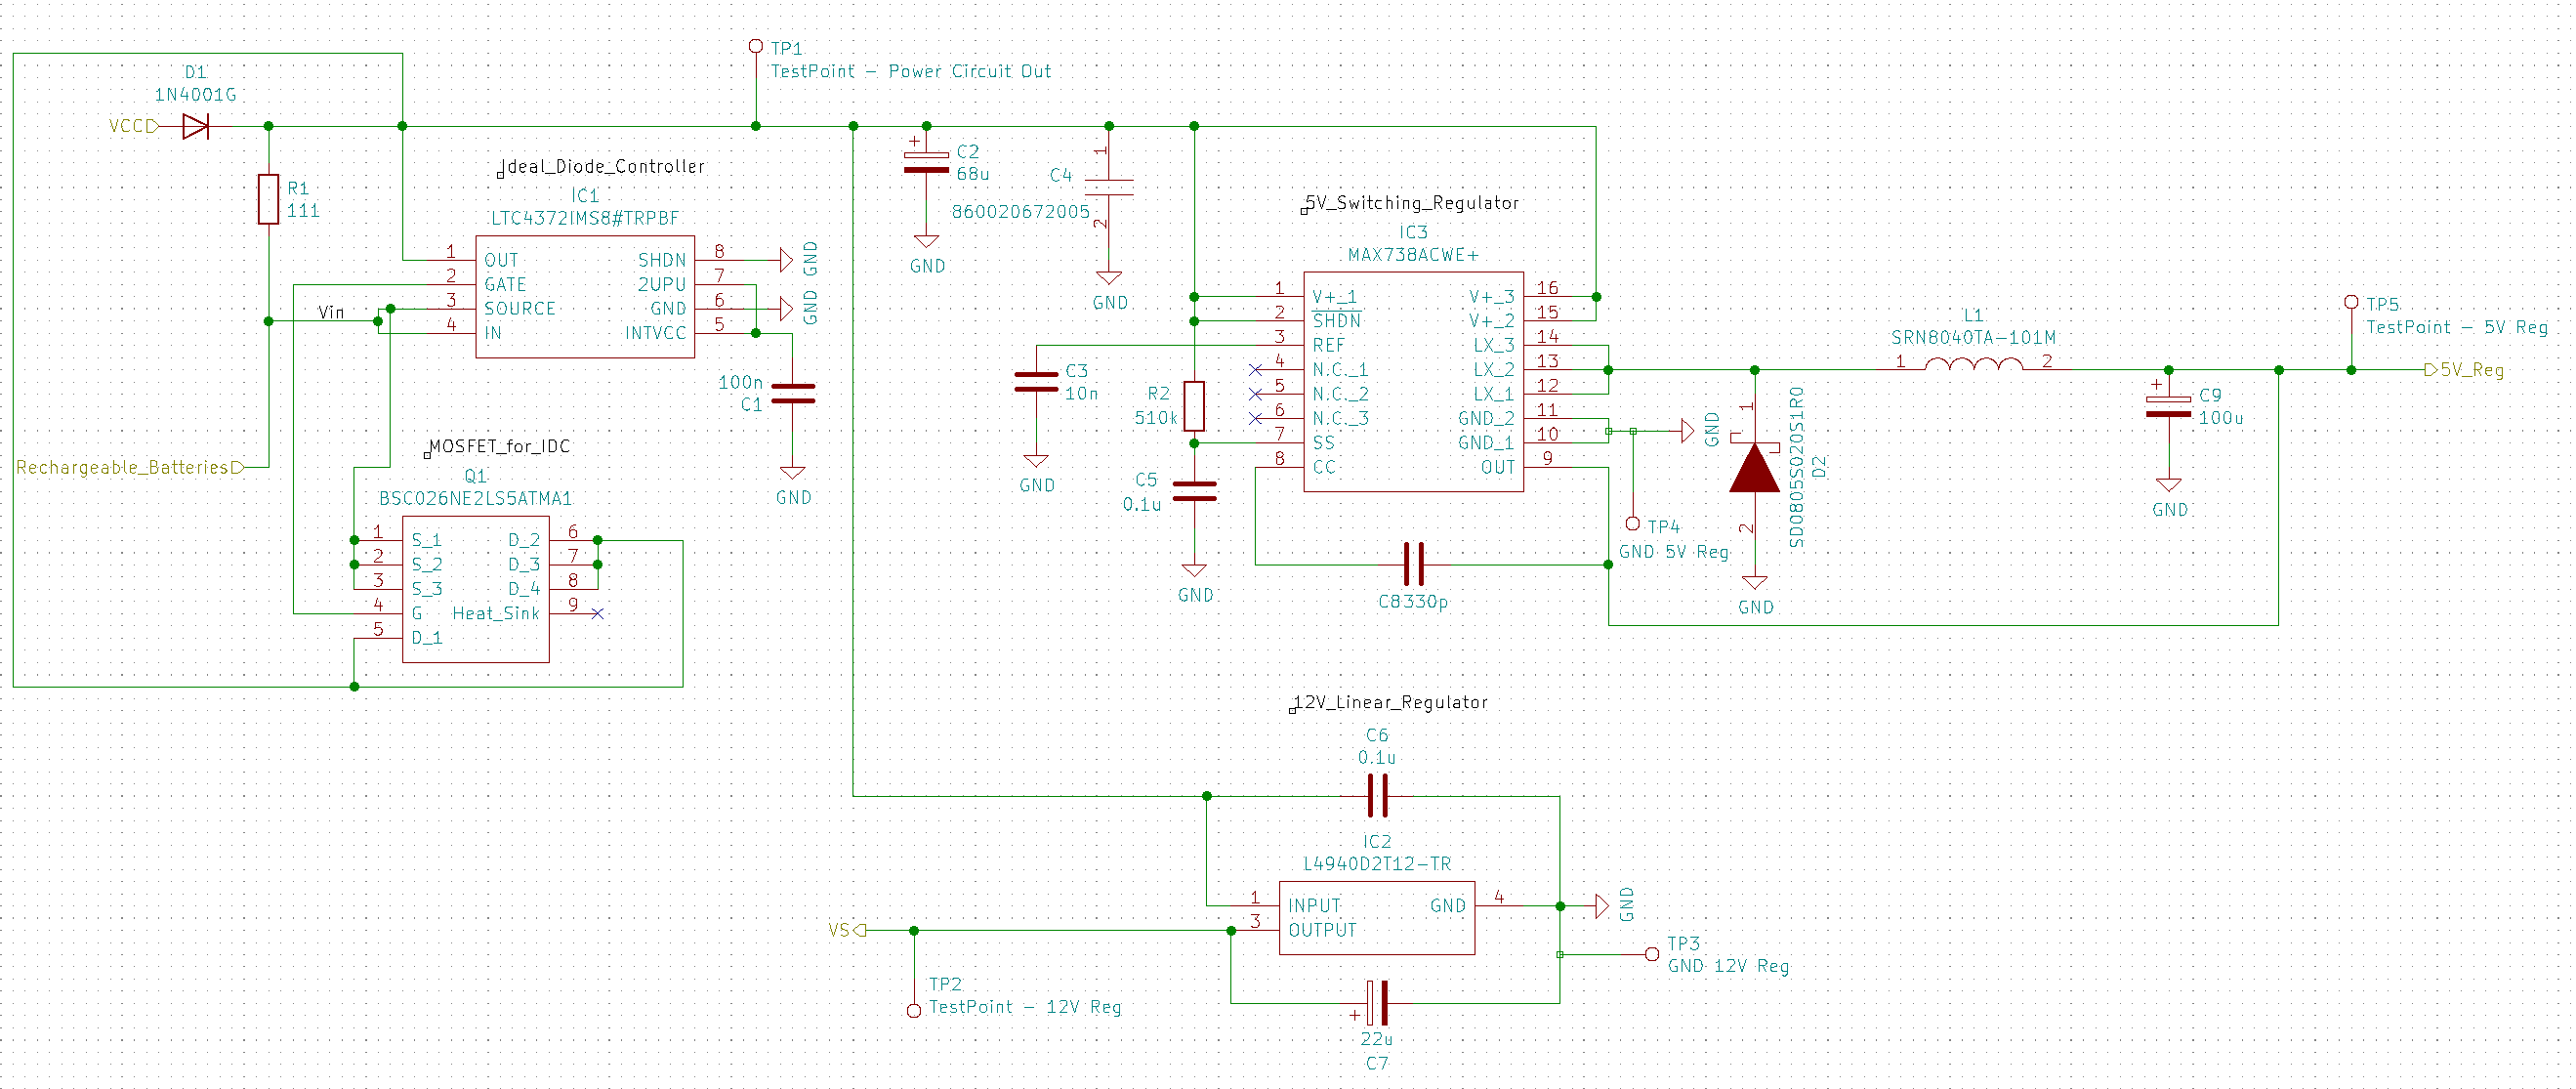 TP1
TestPoint - Power Circuit Out
D1
1N4001G
VCC
R1
111
Ideal_Diode_Controller
IC1
LTC4372IMS8#TRPBF
1
OUT
2
GATE
3
SOURCE
4
IN
SHDN
8
2UPU
7
GND
6
INTVCC
5
GND
GND
Vin
100n
C1
GND
Rechargeable_Batteries
MOSFET_for_IDC
Q1
BSC026NE2LS5ATMA1
1
S_1
2
S_2
3
S_3
4
G
5
D_1
D_2
6
D_3
7
D_4
8
Heat_Sink
9
+
C2
68u
GND
1
C4
860020672005
2
GND
5V_Switching_Regulator
IC3
MAX738ACWE+
1
V+_1
2
SHDN
3
REF
4
N.C._1
5
N.C._2
6
N.C._3
7
SS
8
CC
V+_3
16
V+_2
15
LX_3
14
LX_2
13
LX_1
12
GND_2
11
GND_1
10
OUT
9
C3
10n
GND
R2
510k
C5
0.1u
GND
C8
330p
GND
TP4
GND 5V Reg
1
2
SD0805S020S1R0
D2
GND
L1
SRN8040TA-101M
1
2
+
C9
100u
GND
TP5
TestPoint - 5V Reg
5V_Reg
12V_Linear_Regulator
C6
0.1u
IC2
L4940D2T12-TR
1
INPUT
3
OUTPUT
GND
4
GND
VS
TP2
TestPoint - 12V Reg
TP3
GND 12V Reg
+
22u
C7